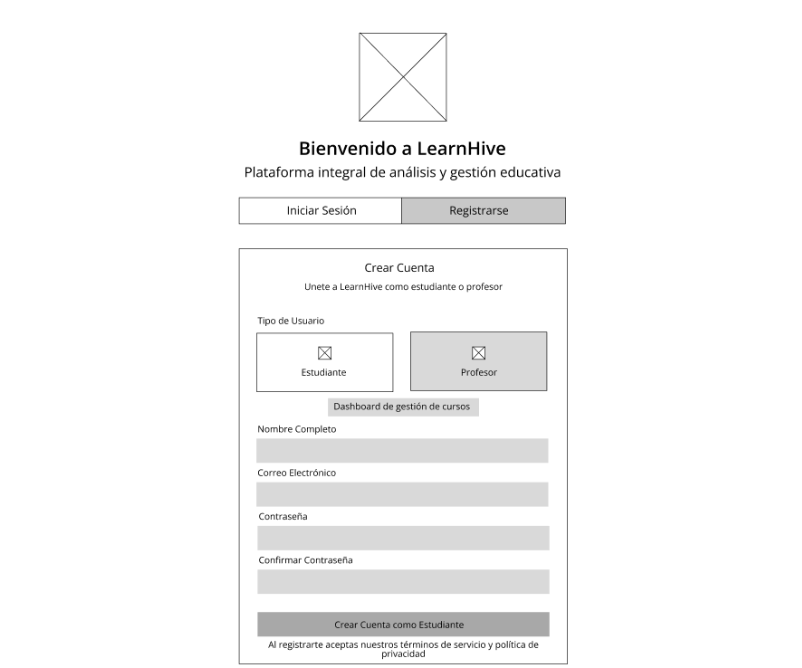 Bienvenido a LearnHive
Plataforma integral de análisis y gestión educativa
Iniciar Sesión
Registrarse
Crear Cuenta
Unete a LearnHive como estudiante o profesor
Tipo de Usuario
Estudiante
Profesor
Dashboard de gestión de cursos
Nombre Completo
Correo Electrónico
Contraseña
Confirmar Contraseña
Crear Cuenta como Estudiante
Al registrarte aceptas nuestros términos de servicio y política de
privacidad